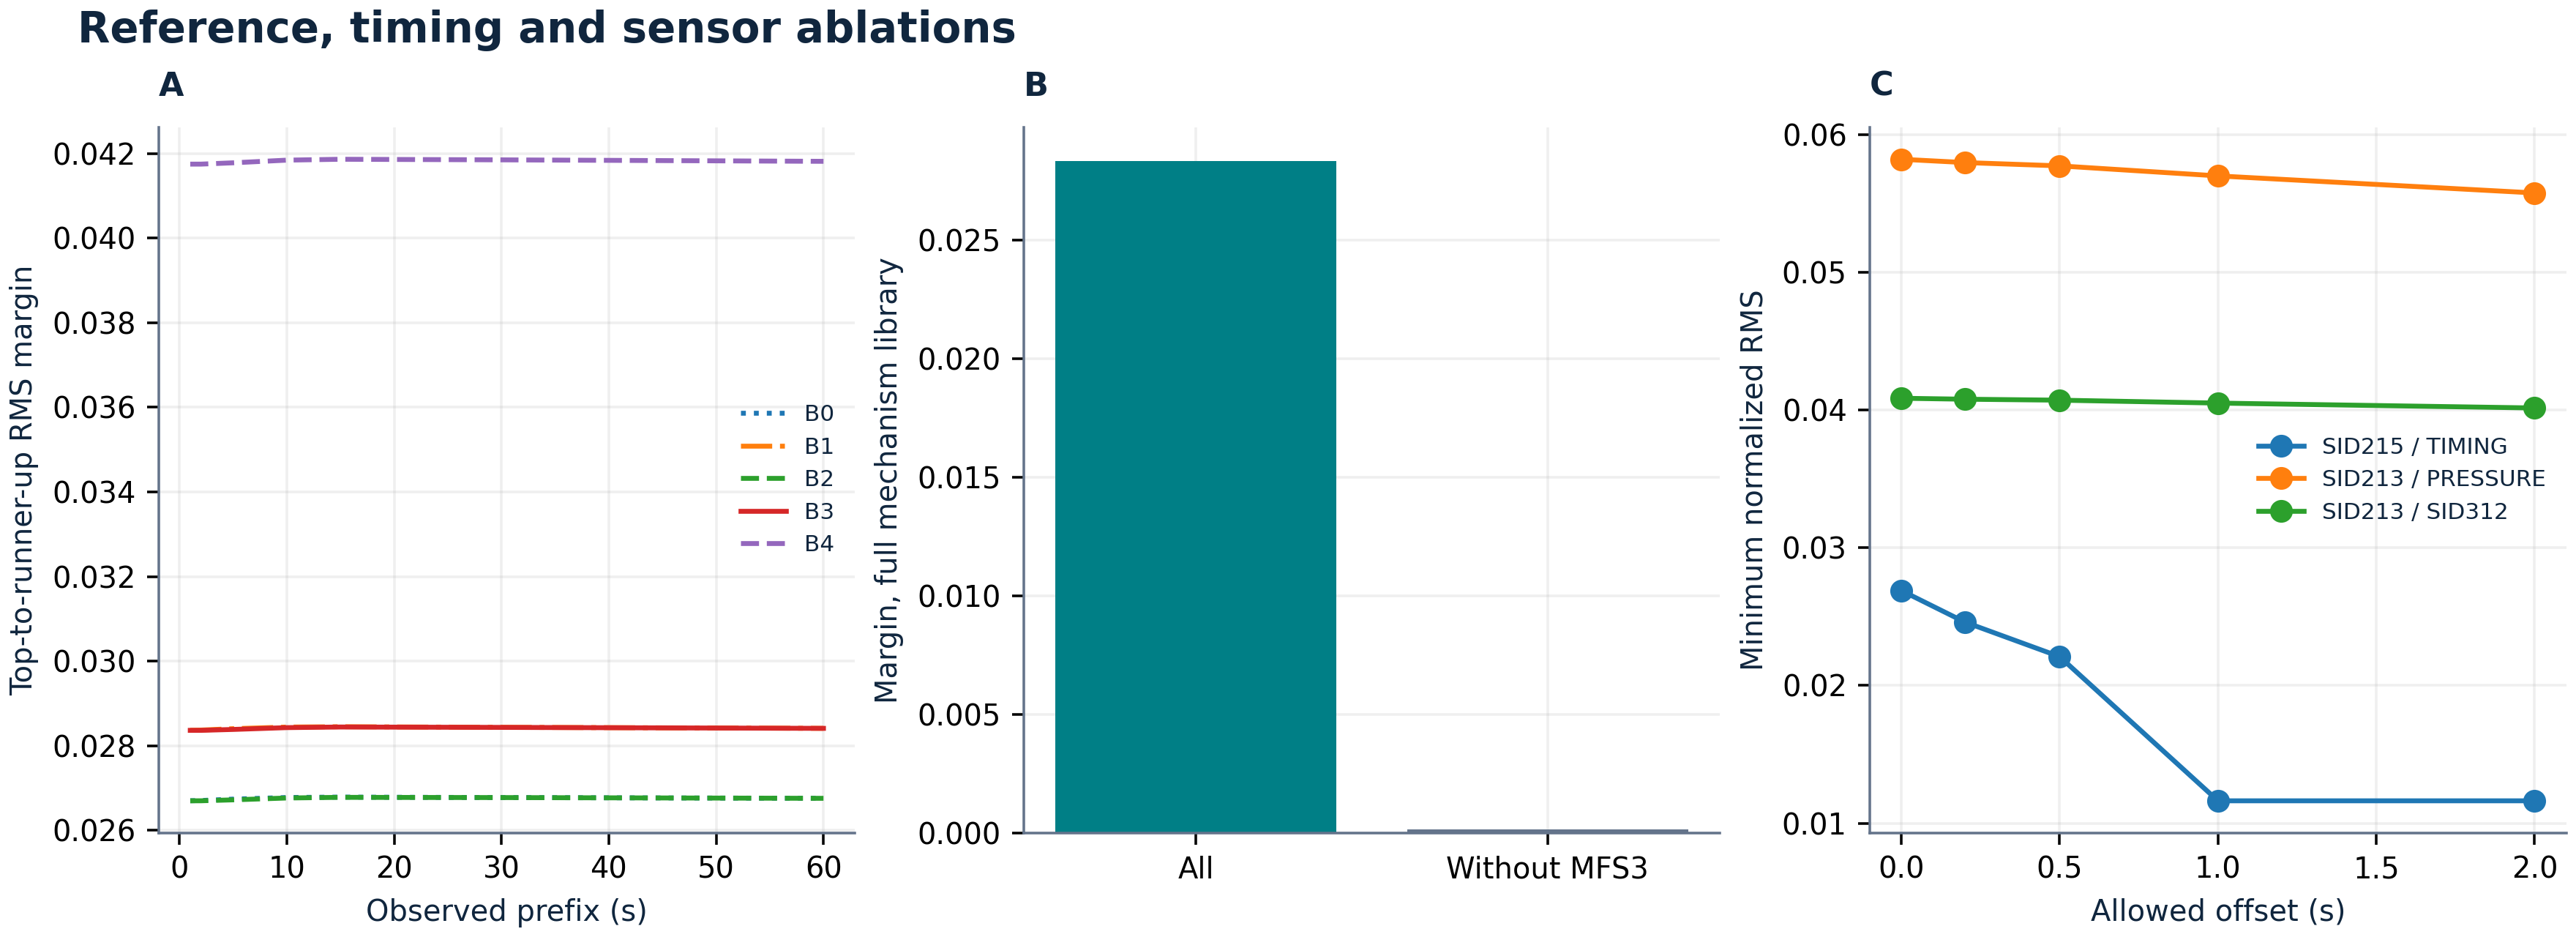 Reference, timing and sensor ablations
A
Top-to-runner-up RMS margin
0.042
0.040
0.038
0.036
0.034
0.032
0.030
0.028
0.026
0 10 20 30 40 50 60
Observed prefix (s)
B0
B1
B2
B3
B4
B
Margin, full mechanism library
0.025
0.020
0.015
0.010
0.005
0.000
All Without MFS3
C
Minimum normalized RMS
0.06
0.05
0.04
0.03
0.02
0.01
0.0 0.5 1.0 1.5 2.0
Allowed offset (s)
SID215 / TIMING
SID213 / PRESSURE
SID213 / SID312